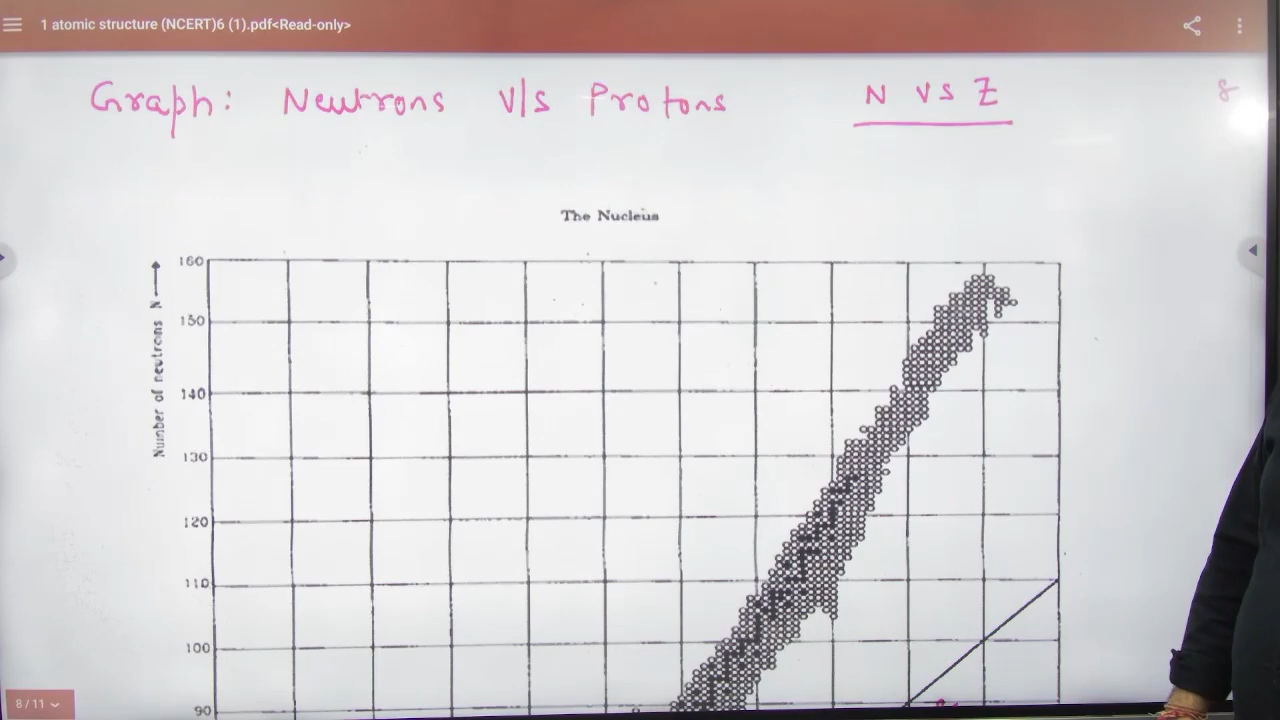 1 atomic structure (NCERT)6 (1).pdf<Read-only>
Graph: Neutrons V/s Protons N vs Z
8
The Nucleus
Number of neutrons N
160
150
140
130
120
110
100
90
8/11